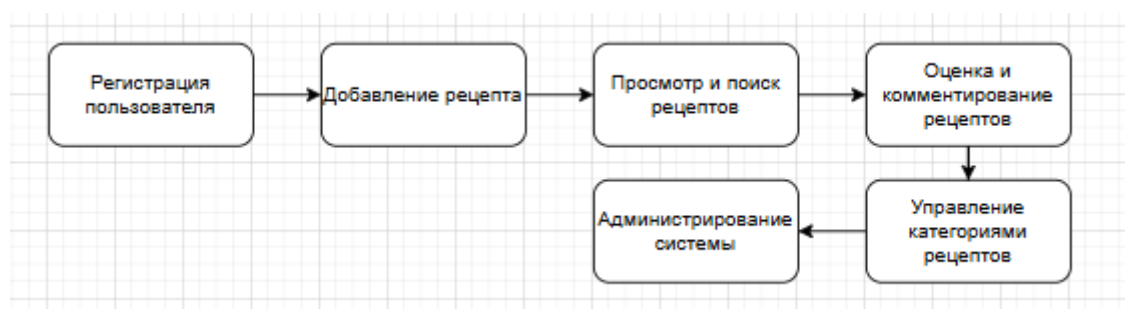 Регистрация
пользователя
Добавление рецепта
Просмотр и поиск
рецептов
Оценка и
комментирование
рецептов
Администрирование
системы
Управление
категориями
рецептов